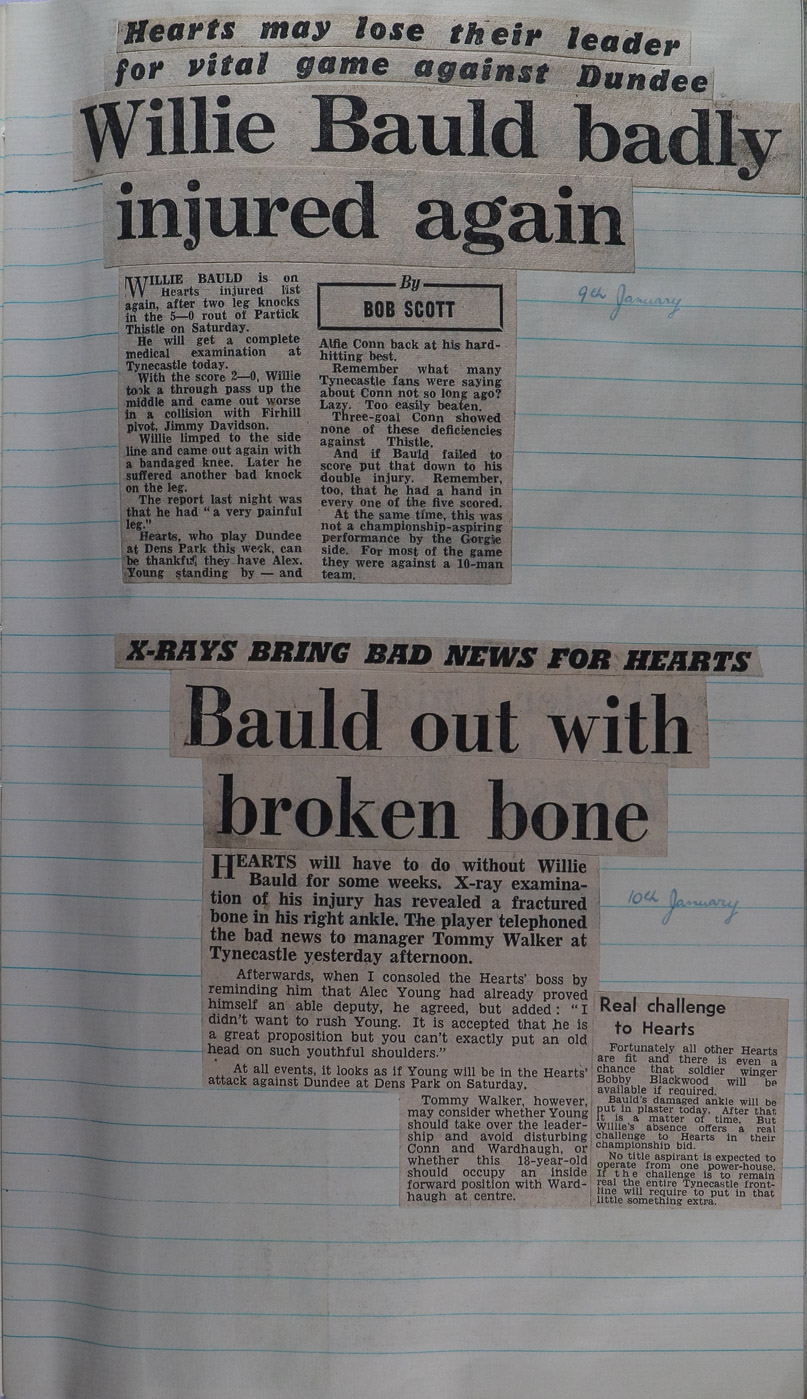 Hearts may lose their leader
for vital game against Dundee
Willie Bauld badly
injured again
WILLIE BAULD is on
Hearts injured list
again, after two leg knocks
in the 5—0 rout of Partick
Thistle on Saturday.
He will get a complete
medical examination at
Tynecastle today.
With the score 2—0, Willie
took a through pass up the
middle and came out worse
in a collision with Firhill
pivot, Jimmy Davidson.
Willie limped to the side
line and came out again with
a bandaged knee. Later he
suffered another bad knock
on the leg.
The report last night was
that he had "a very painful
leg."
Hearts, who play Dundee
at Dens Park this week, can
be thankful they have Alex.
Young standing by — and
By
BOB SCOTT
Alfie Conn back at his hard-
hitting best.
Remember what many
Tynecastle fans were saying
about Conn not so long ago?
Lazy. Too easily beaten.
Three-goal Conn showed
none of these deficiencies
against Thistle.
And if Bauld failed to
score put that down to his
double injury. Remember,
too, that he had a hand in
every one of the five scored.
At the same time, this was
not a championship-aspiring
performance by the Gorgie
side. For most of the game
they were against a 10-man
team.
9th January
X-RAYS BRING BAD NEWS FOR HEARTS
Bauld out with
broken bone
HEARTS will have to do without Willie
Bauld for some weeks. X-ray examina-
tion of his injury has revealed a fractured
bone in his right ankle. The player telephoned
the bad news to manager Tommy Walker at
Tynecastle yesterday afternoon.
Afterwards, when I consoled the Hearts' boss by
reminding him that Alec Young had already proved
himself an able deputy, he agreed, but added: "I
didn't want to rush Young. It is accepted that he is
a great proposition but you can't exactly put an old
head on such youthful shoulders."
At all events, it looks as if Young will be in the Hearts'
attack against Dundee at Dens Park on Saturday.
Tommy Walker, however,
may consider whether Young
should take over the leader-
ship and avoid disturbing
Conn and Wardhaugh, or
whether this 18-year-old
should occupy an inside
forward position with Ward-
haugh at centre.
10th January
Real challenge
to Hearts
Fortunately all other Hearts
are fit and there is even a
chance that soldier winger
Bobby Blackwood will be
available if required.
Bauld's damaged ankle will be
put in plaster today. After that
it is a matter of time. But
Willie's absence offers a real
challenge to Hearts in their
championship bid.
No title aspirant is expected to
operate from one power-house.
If the challenge is to remain
real the entire Tynecastle front-
line will require to put in that
little something extra.